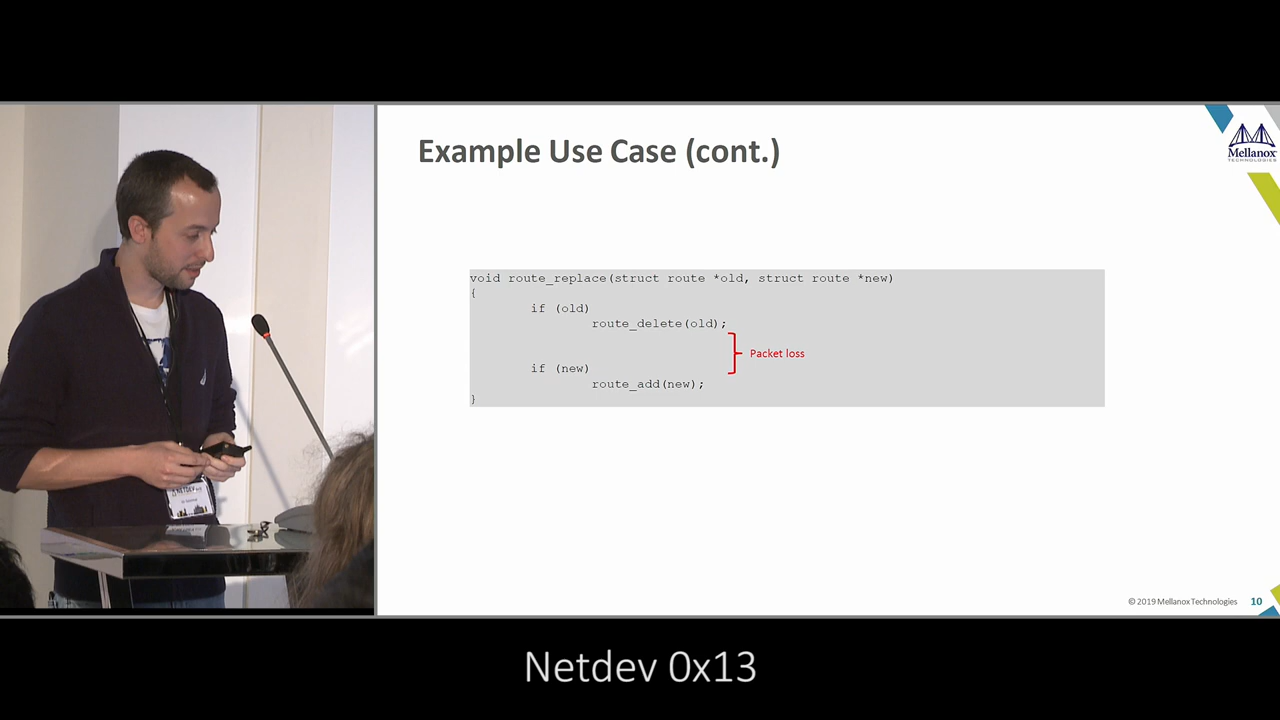 Example Use Case (cont.)
Mellanox
TECHNOLOGIES
void route_replace(struct route *old, struct route *new)
{
if (old)
route_delete(old);
Packet loss
if (new)
route_add(new);
}
NETDEV
© 2019 Mellanox Technologies 10
Netdev 0x13